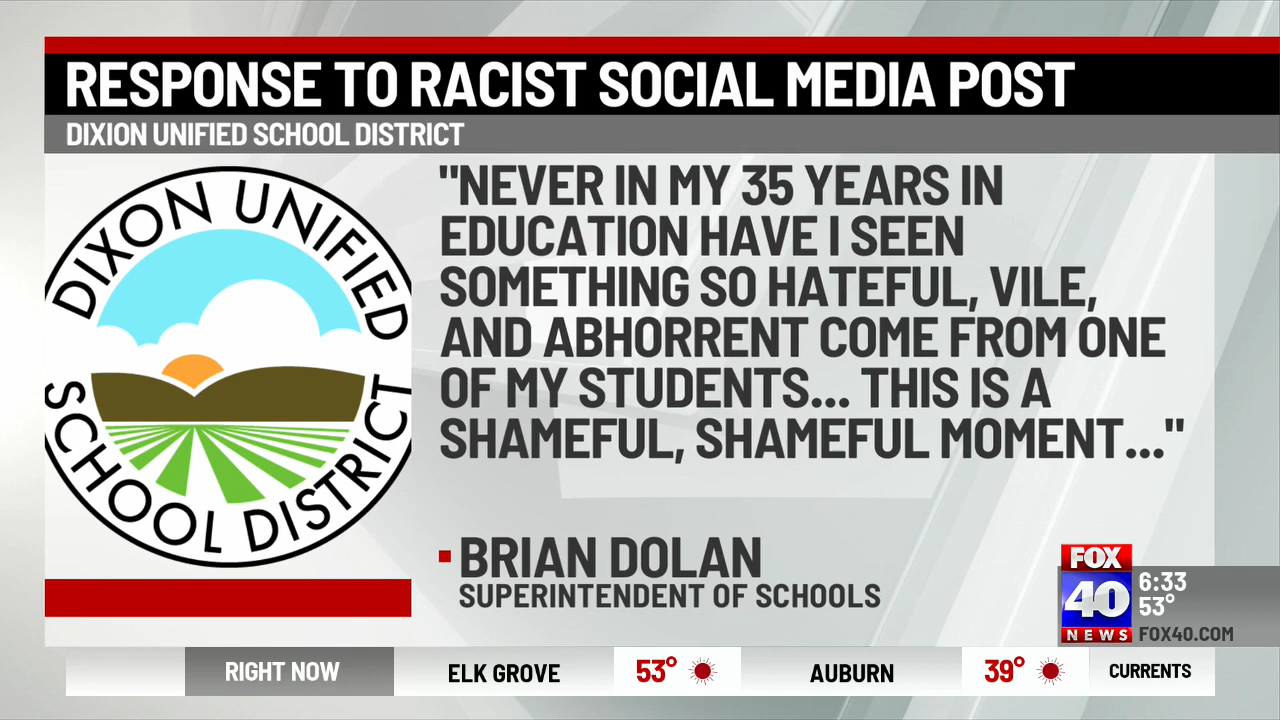 RESPONSE TO RACIST SOCIAL MEDIA POST
DIXION UNIFIED SCHOOL DISTRICT
DIXON UNIFIED
SCHOOL DISTRICT
"NEVER IN MY 35 YEARS IN
EDUCATION HAVE I SEEN
SOMETHING SO HATEFUL, VILE,
AND ABHORRENT COME FROM ONE
OF MY STUDENTS... THIS IS A
SHAMEFUL, SHAMEFUL MOMENT..."
BRIAN DOLAN
SUPERINTENDENT OF SCHOOLS
FOX
40
NEWS
6:33
53°
FOX40.COM
RIGHT NOW ELK GROVE 53° AUBURN 39° CURRENTS